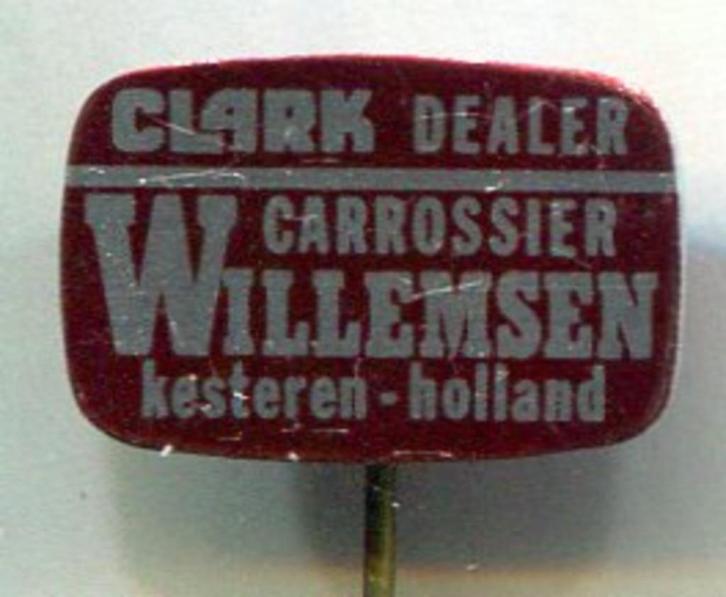 CLARK DEALER
CARROSSIER
WILLEMSEN
kesteren - holland